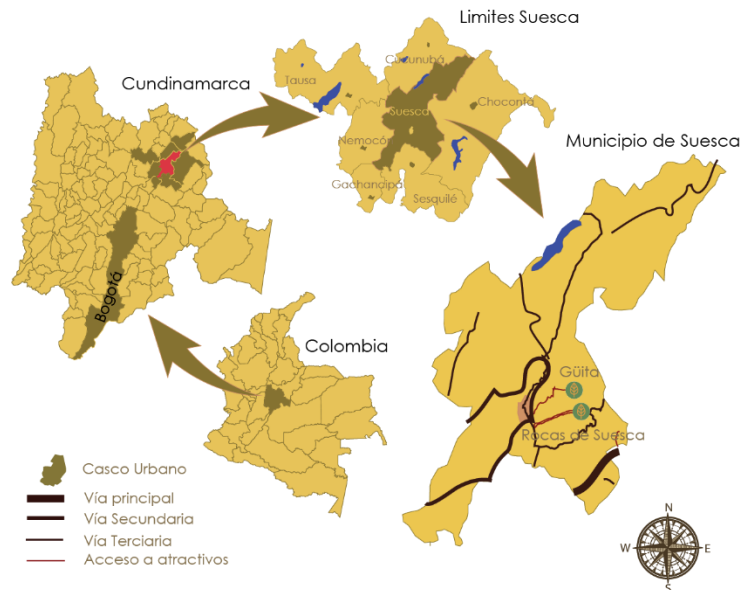 Limites Suesca
Cundinamarca
Tausa
Cucunubá
Suesca
Chocontá
Nemocón
Gachancipá
Sesquilé
Municipio de Suesca
Bogotá
Colombia
Güita
Rocas de Suesca
Casco Urbano
Vía principal
Vía Secundaria
Vía Terciaria
Acceso a atractivos
N
W
E
S